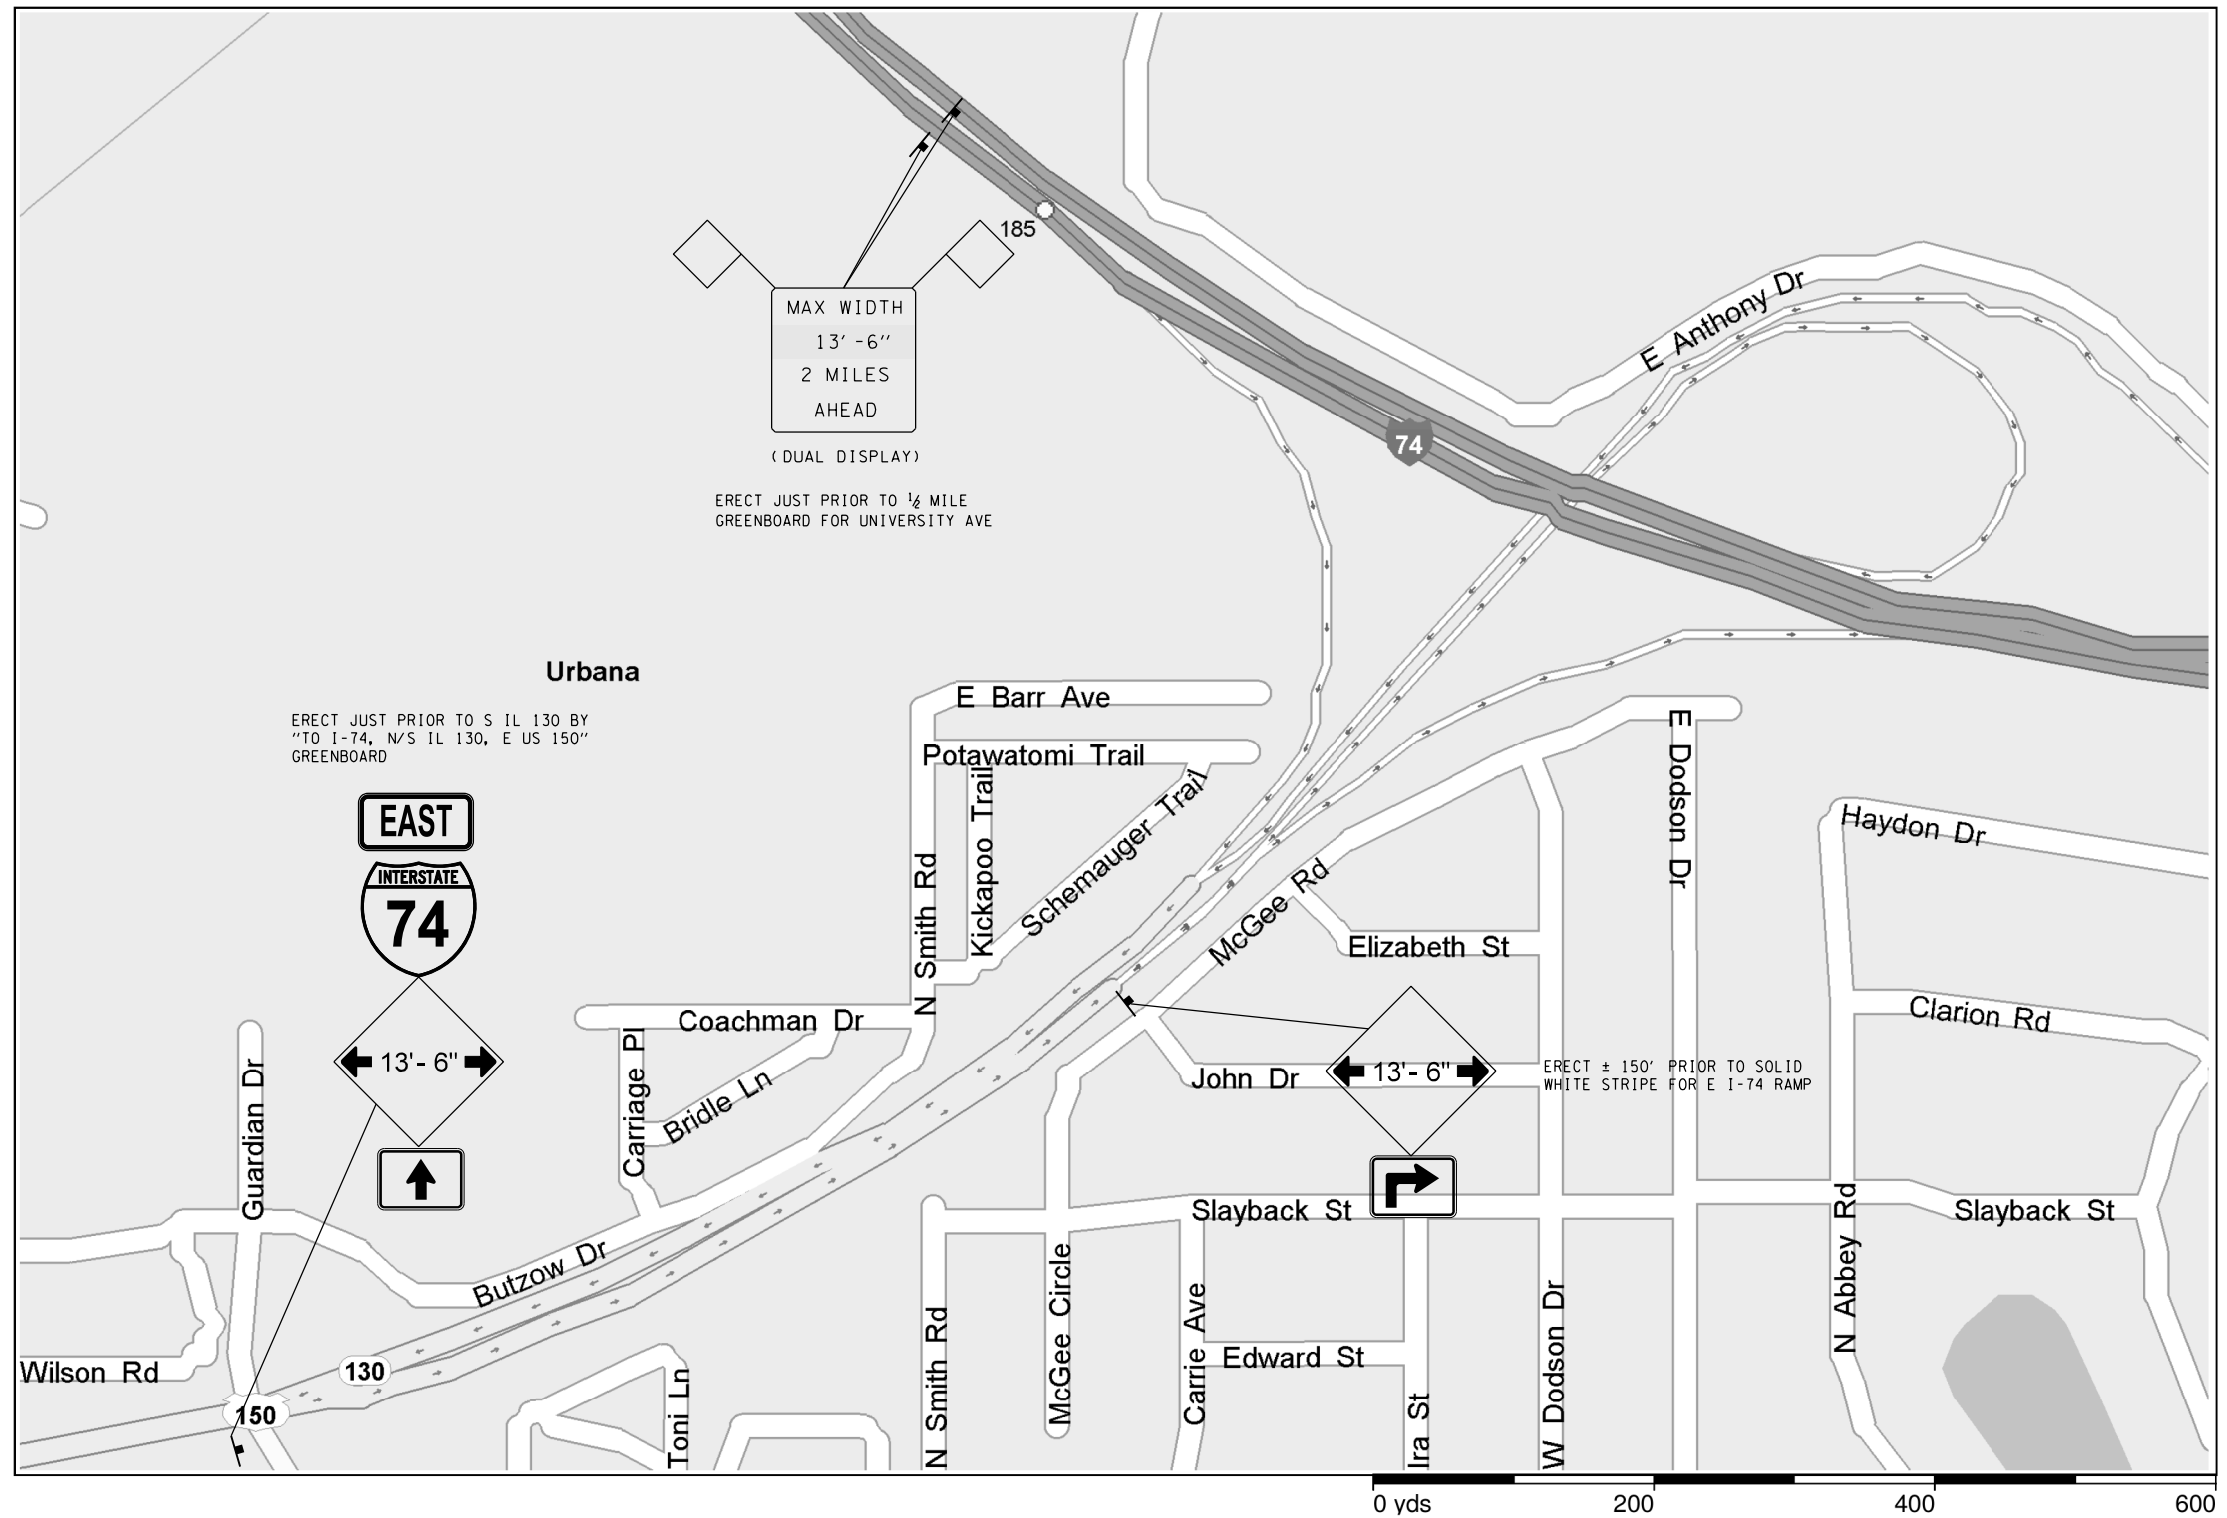 185
MAX WIDTH
13'-6"
2 MILES
AHEAD
(DUAL DISPLAY)
ERECT JUST PRIOR TO ½ MILE
GREENBOARD FOR UNIVERSITY AVE
E Anthony Dr
74
Urbana
ERECT JUST PRIOR TO S IL 130 BY
"TO I-74, N/S IL 130, E US 150"
GREENBOARD
EAST
INTERSTATE
74
13'- 6"
E Barr Ave
Potawatomi Trail
Kickapoo Trail
Schemauger Trail
N Smith Rd
E Dodson Dr
Haydon Dr
McGee Rd
Elizabeth St
Coachman Dr
Carriage Pl
Bridle Ln
Guardian Dr
John Dr
13'- 6"
ERECT ± 150' PRIOR TO SOLID
WHITE STRIPE FOR E I-74 RAMP
Clarion Rd
Slayback St
Slayback St
Butzow Dr
N Smith Rd
McGee Circle
Carrie Ave
Edward St
Ira St
W Dodson Dr
N Abbey Rd
Wilson Rd
130
150
Toni Ln
0 yds 200 400 600